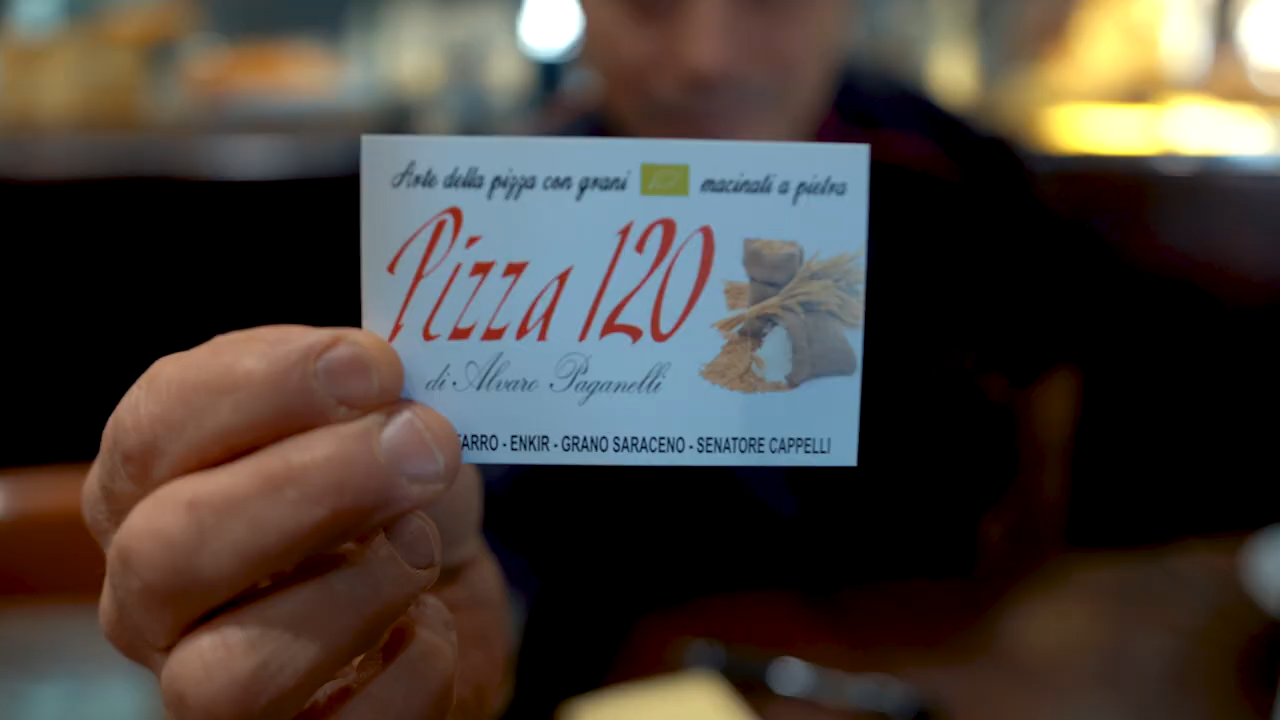 Arte della pizza con grani macinati a pietra
Pizza 120
di Alvaro Paganelli
FARRO - ENKIR - GRANO SARACENO - SENATORE CAPPELLI